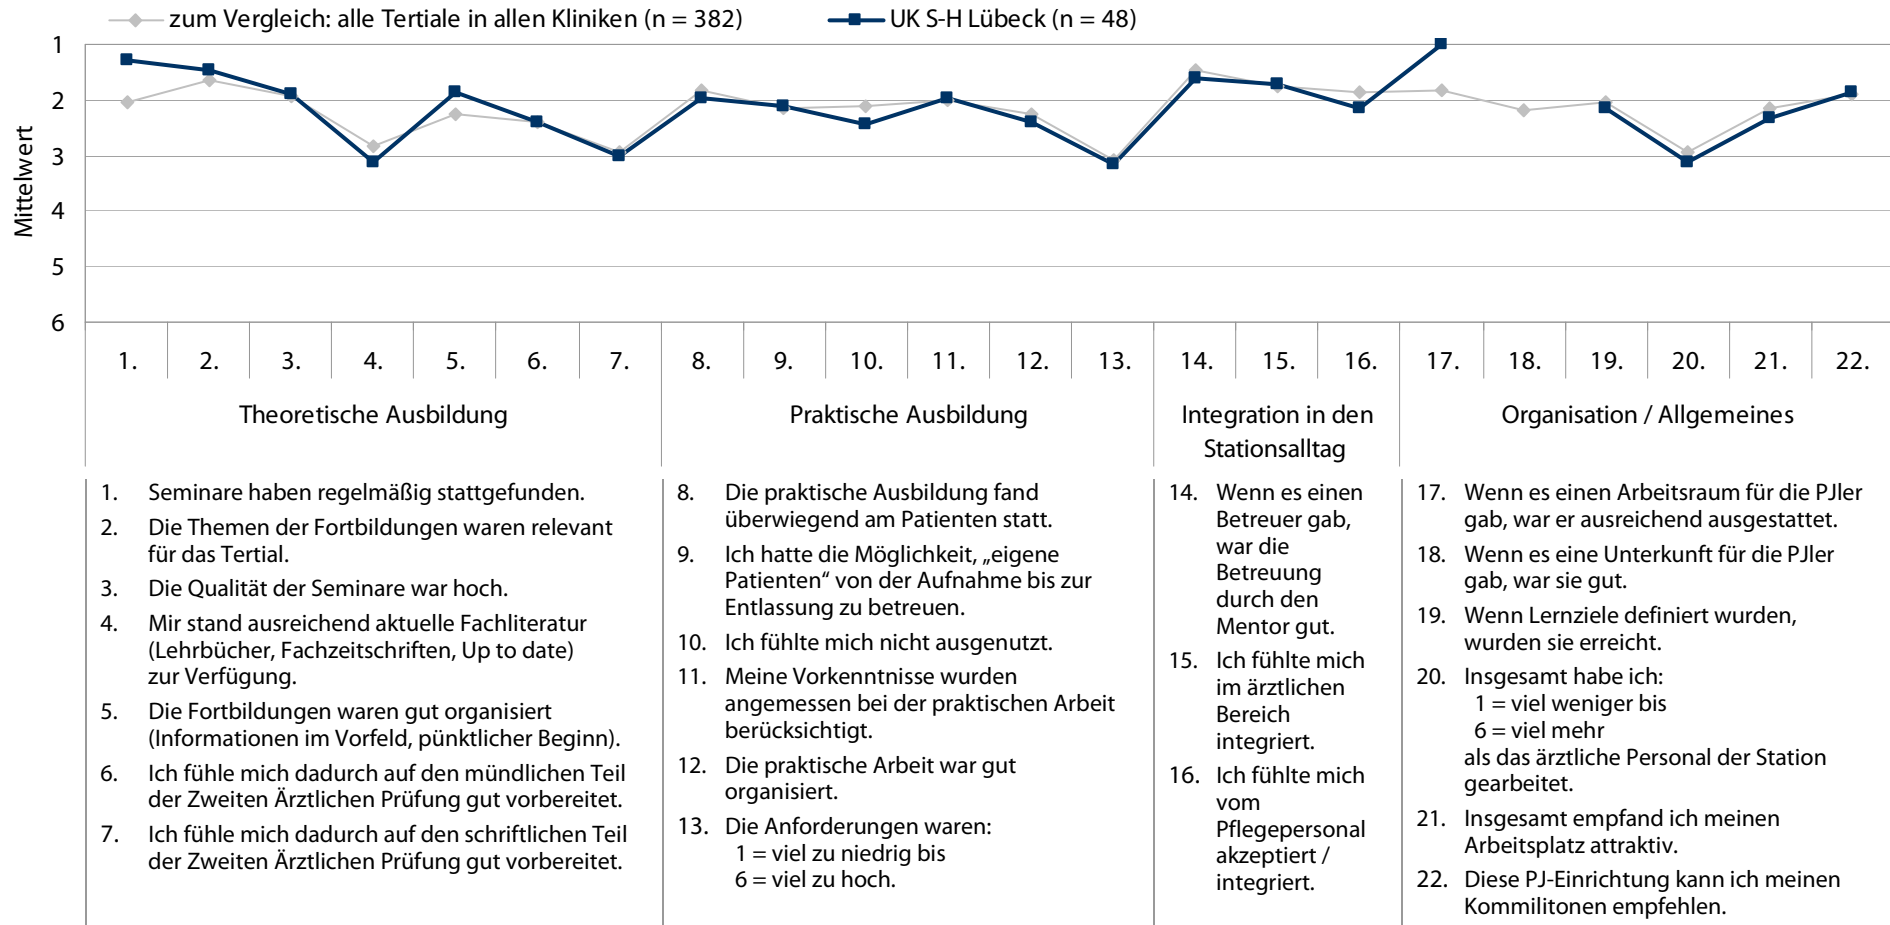 zum Vergleich: alle Tertiale in allen Kliniken (n = 382)
UK S-H Lübeck (n = 48)
Mittelwert
1
2
3
4
5
6
1. 2. 3. 4. 5. 6. 7. 8. 9. 10. 11. 12. 13. 14. 15. 16. 17. 18. 19. 20. 21. 22.
Theoretische Ausbildung
Praktische Ausbildung
Integration in den
Stationsalltag
Organisation / Allgemeines
1. Seminare haben regelmäßig stattgefunden.
2. Die Themen der Fortbildungen waren relevant
für das Tertial.
3. Die Qualität der Seminare war hoch.
4. Mir stand ausreichend aktuelle Fachliteratur
(Lehrbücher, Fachzeitschriften, Up to date)
zur Verfügung.
5. Die Fortbildungen waren gut organisiert
(Informationen im Vorfeld, pünktlicher Beginn).
6. Ich fühle mich dadurch auf den mündlichen Teil
der Zweiten Ärztlichen Prüfung gut vorbereitet.
7. Ich fühle mich dadurch auf den schriftlichen Teil
der Zweiten Ärztlichen Prüfung gut vorbereitet.
8. Die praktische Ausbildung fand
überwiegend am Patienten statt.
9. Ich hatte die Möglichkeit, „eigene
Patienten“ von der Aufnahme bis zur
Entlassung zu betreuen.
10. Ich fühlte mich nicht ausgenutzt.
11. Meine Vorkenntnisse wurden
angemessen bei der praktischen Arbeit
berücksichtigt.
12. Die praktische Arbeit war gut
organisiert.
13. Die Anforderungen waren:
1 = viel zu niedrig bis
6 = viel zu hoch.
14. Wenn es einen
Betreuer gab,
war die
Betreuung
durch den
Mentor gut.
15. Ich fühlte mich
im ärztlichen
Bereich
integriert.
16. Ich fühlte mich
vom
Pflegepersonal
akzeptiert /
integriert.
17. Wenn es einen Arbeitsraum für die PJler
gab, war er ausreichend ausgestattet.
18. Wenn es eine Unterkunft für die PJler
gab, war sie gut.
19. Wenn Lernziele definiert wurden,
wurden sie erreicht.
20. Insgesamt habe ich:
1 = viel weniger bis
6 = viel mehr
als das ärztliche Personal der Station
gearbeitet.
21. Insgesamt empfand ich meinen
Arbeitsplatz attraktiv.
22. Diese PJ-Einrichtung kann ich meinen
Kommilitonen empfehlen.